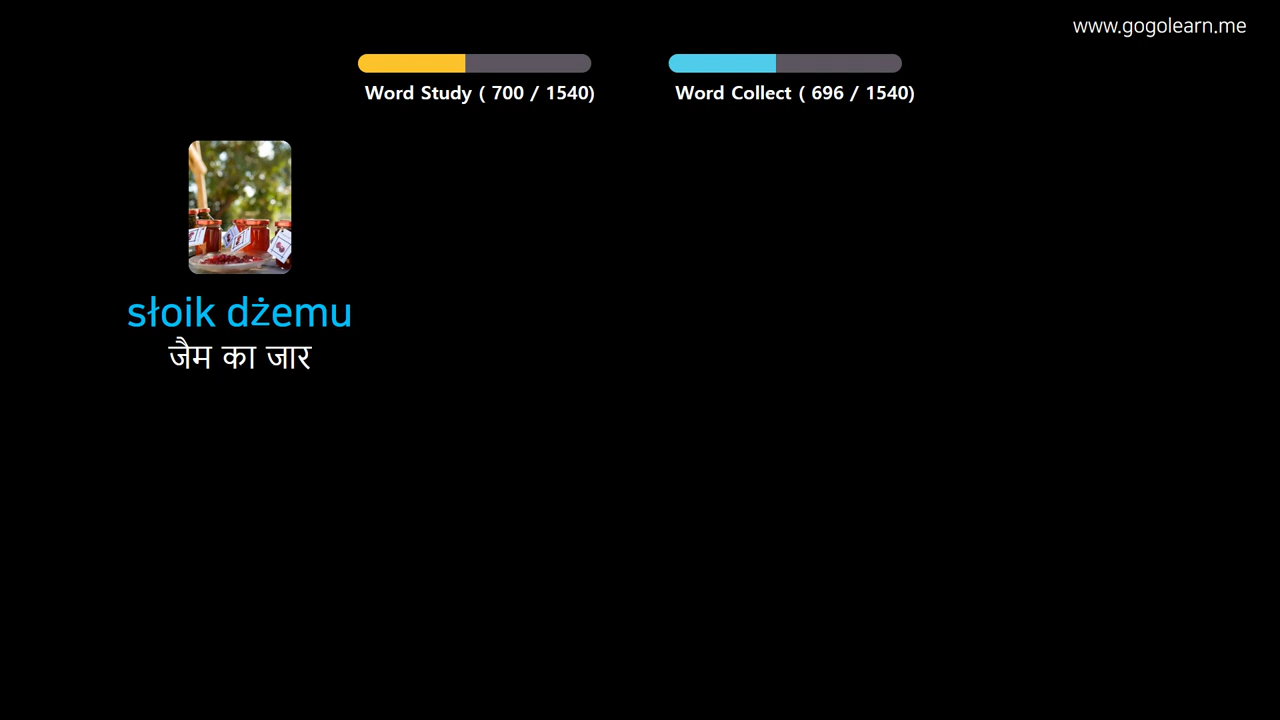 www.gogolearn.me
Word Study ( 700 / 1540)
Word Collect ( 696 / 1540)
słoik dżemu
जैम का जार